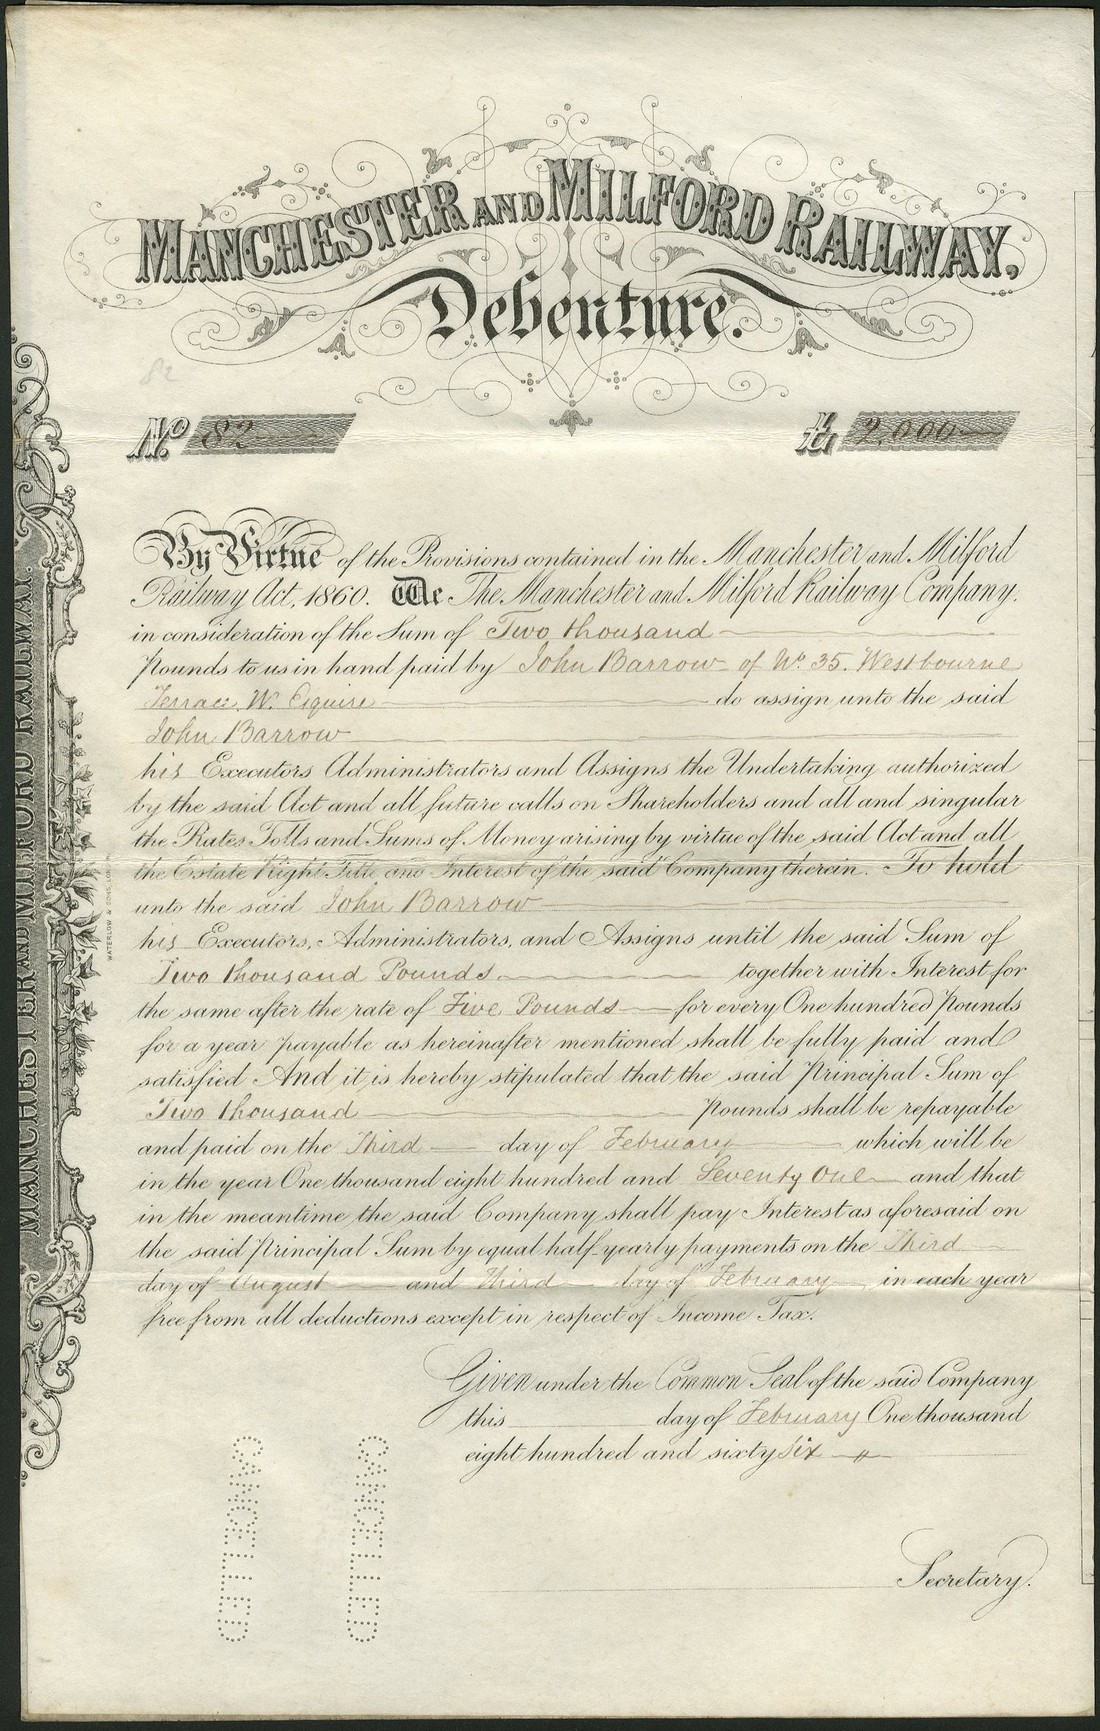 MANCHESTER AND MILFORD RAILWAY,
Debenture.
82
No. 82
£ 2,000
By Virtue of the Provisions contained in the Manchester and Milford
Railway Act, 1860. We The Manchester and Milford Railway Company.
in consideration of the Sum of Two thousand
Pounds to us in hand paid by John Barrow of No. 35. Westbourne
Terrace, W. Esquire do assign unto the said
John Barrow
his Executors Administrators and Assigns the Undertaking authorized
by the said Act and all future calls on Shareholders and all and singular
the Rates Tolls and Sums of Money arising by virtue of the said Act and all
the Estate Right Title and Interest of the said Company therein. To hold
unto the said John Barrow
his Executors, Administrators, and Assigns until the said Sum of
Two thousand Pounds together with Interest for
the same after the rate of Five Pounds for every One hundred Pounds
for a year payable as hereinafter mentioned shall be fully paid and
satisfied And it is hereby stipulated that the said Principal Sum of
Two thousand Pounds shall be repayable
and paid on the Third day of February which will be
in the year One thousand eight hundred and Seventy One and that
in the meantime the said Company shall pay Interest as aforesaid on
the said Principal Sum by equal half-yearly payments on the Third
day of August and Third day of February in each year
free from all deductions except in respect of Income Tax.
Given under the Common Seal of the said Company
this day of February One thousand
eight hundred and sixty six
Secretary.
CANCELLED
CANCELLED
MANCHESTER AND MILFORD RAILWAY.
WATERLOW & SONS, LONDON